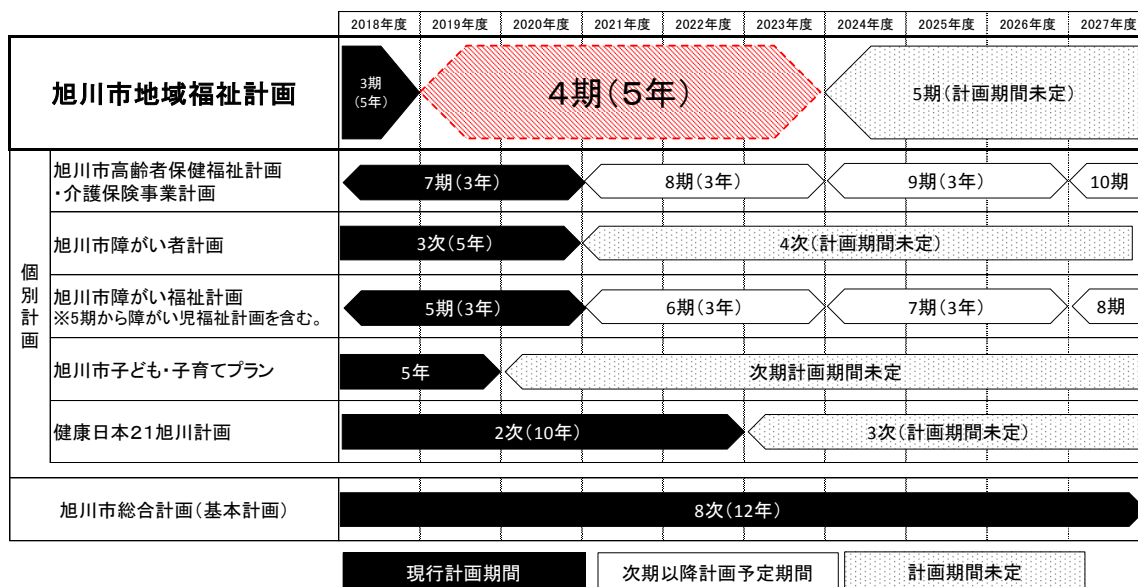 2018年度 2019年度 2020年度 2021年度 2022年度 2023年度 2024年度 2025年度 2026年度 2027年度
旭川市地域福祉計画
3期
(5年)
4期(5年)
5期(計画期間未定)
個別計画
旭川市高齢者保健福祉計画
・介護保険事業計画
7期(3年) 8期(3年) 9期(3年) 10期
旭川市障がい者計画
3次(5年) 4次(計画期間未定)
旭川市障がい福祉計画
※5期から障がい児福祉計画を含む。
5期(3年) 6期(3年) 7期(3年) 8期
旭川市子ども・子育てプラン
5年 次期計画期間未定
健康日本21旭川計画
2次(10年) 3次(計画期間未定)
旭川市総合計画(基本計画)
8次(12年)
現行計画期間 次期以降計画予定期間 計画期間未定